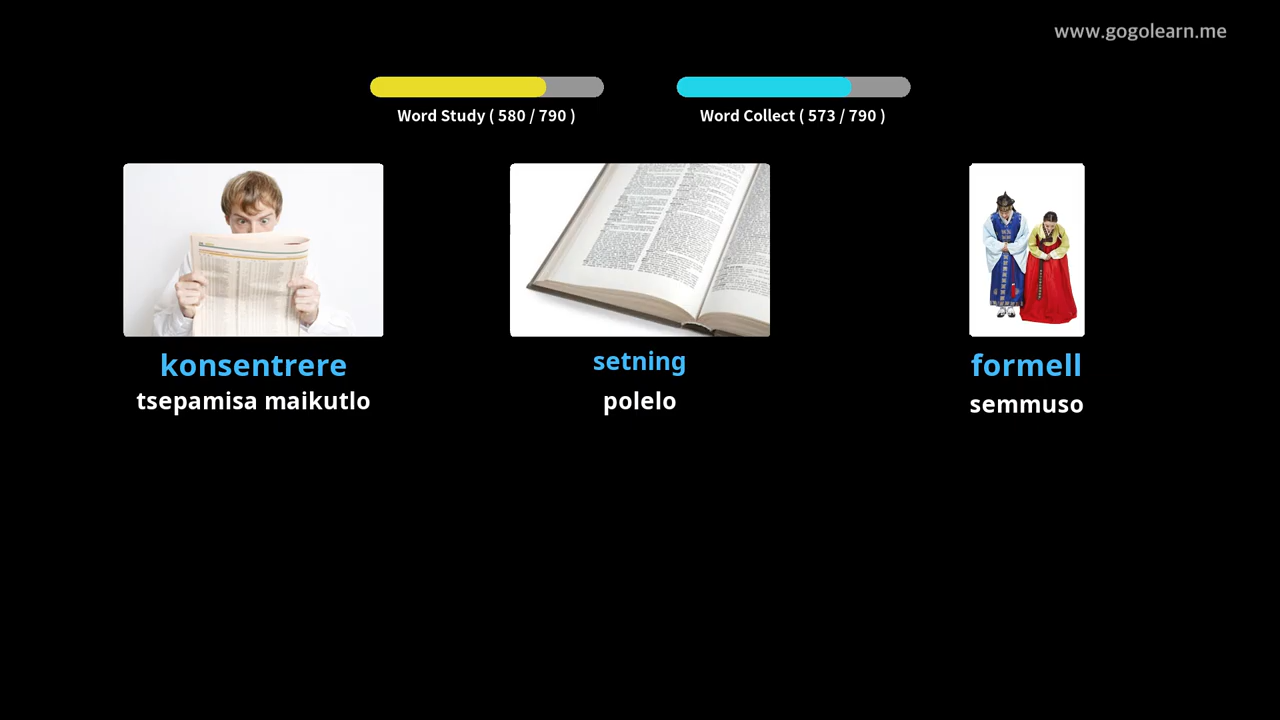 www.gogolearn.me
Word Study ( 580 / 790 )
Word Collect ( 573 / 790 )
konsentrere
tsepamisa maikutlo
setning
polelo
formell
semmuso